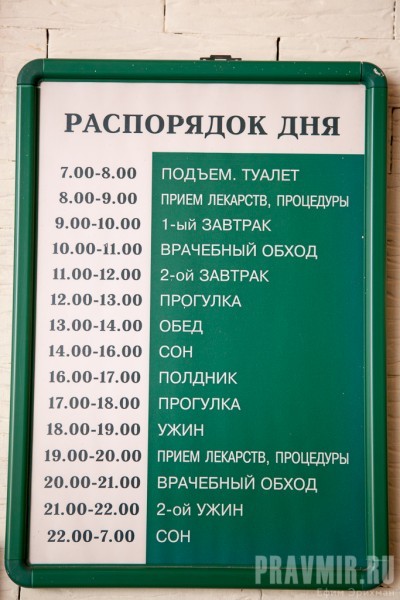 РАСПОРЯДОК ДНЯ
7.00-8.00 ПОДЪЕМ. ТУАЛЕТ
8.00-9.00 ПРИЕМ ЛЕКАРСТВ, ПРОЦЕДУРЫ
9.00-10.00 1-ый ЗАВТРАК
10.00-11.00 ВРАЧЕБНЫЙ ОБХОД
11.00-12.00 2-ой ЗАВТРАК
12.00-13.00 ПРОГУЛКА
13.00-14.00 ОБЕД
14.00-16.00 СОН
16.00-17.00 ПОЛДНИК
17.00-18.00 ПРОГУЛКА
18.00-19.00 УЖИН
19.00-20.00 ПРИЕМ ЛЕКАРСТВ, ПРОЦЕДУРЫ
20.00-21.00 ВРАЧЕБНЫЙ ОБХОД
21.00-22.00 2-ой УЖИН
22.00-7.00 СОН
PRAVMIR.RU